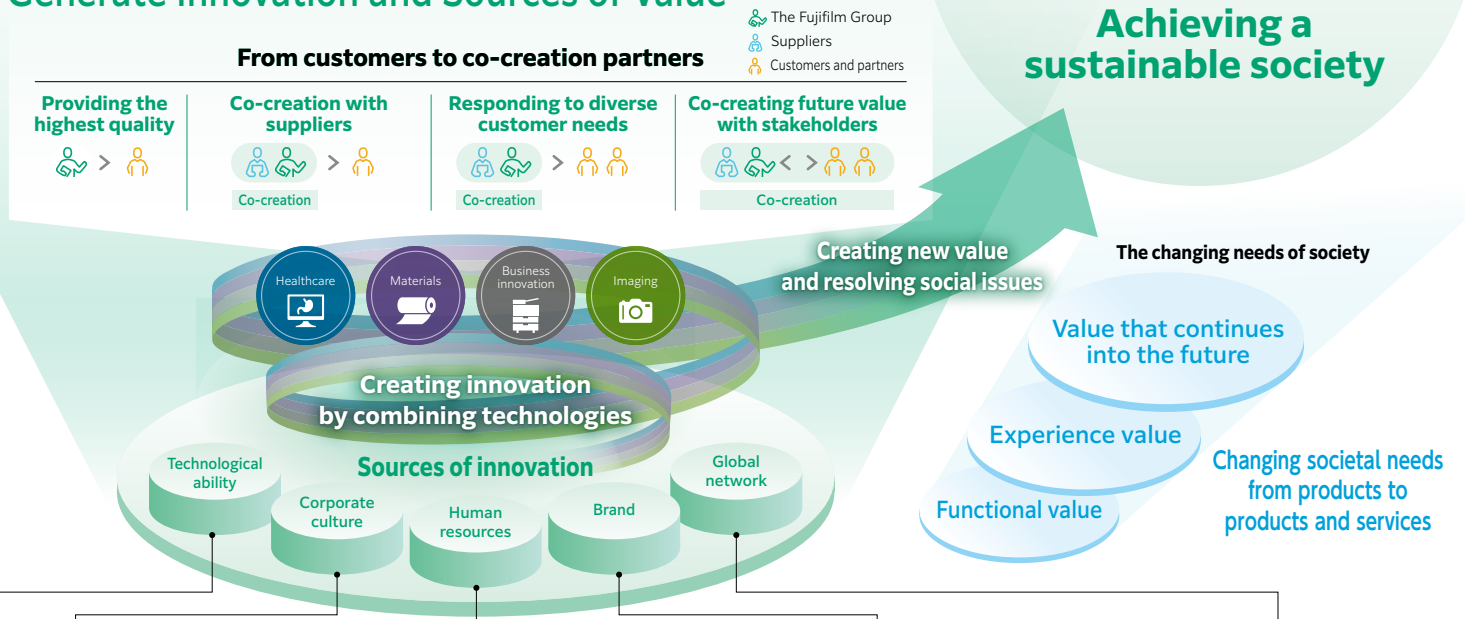 Generate Innovation and Sources of Value
The Fujifilm Group
Suppliers
Customers and partners
From customers to co-creation partners
Providing the
highest quality
Co-creation with
suppliers
Co-creation
Responding to diverse
customer needs
Co-creation
Co-creating future value
with stakeholders
Co-creation
Achieving a
sustainable society
Creating new value
and resolving social issues
Healthcare
Materials
Business
innovation
Imaging
Creating innovation
by combining technologies
Sources of innovation
Technological
ability
Corporate
culture
Human
resources
Brand
Global
network
The changing needs of society
Value that continues
into the future
Experience value
Functional value
Changing societal needs
from products to
products and services